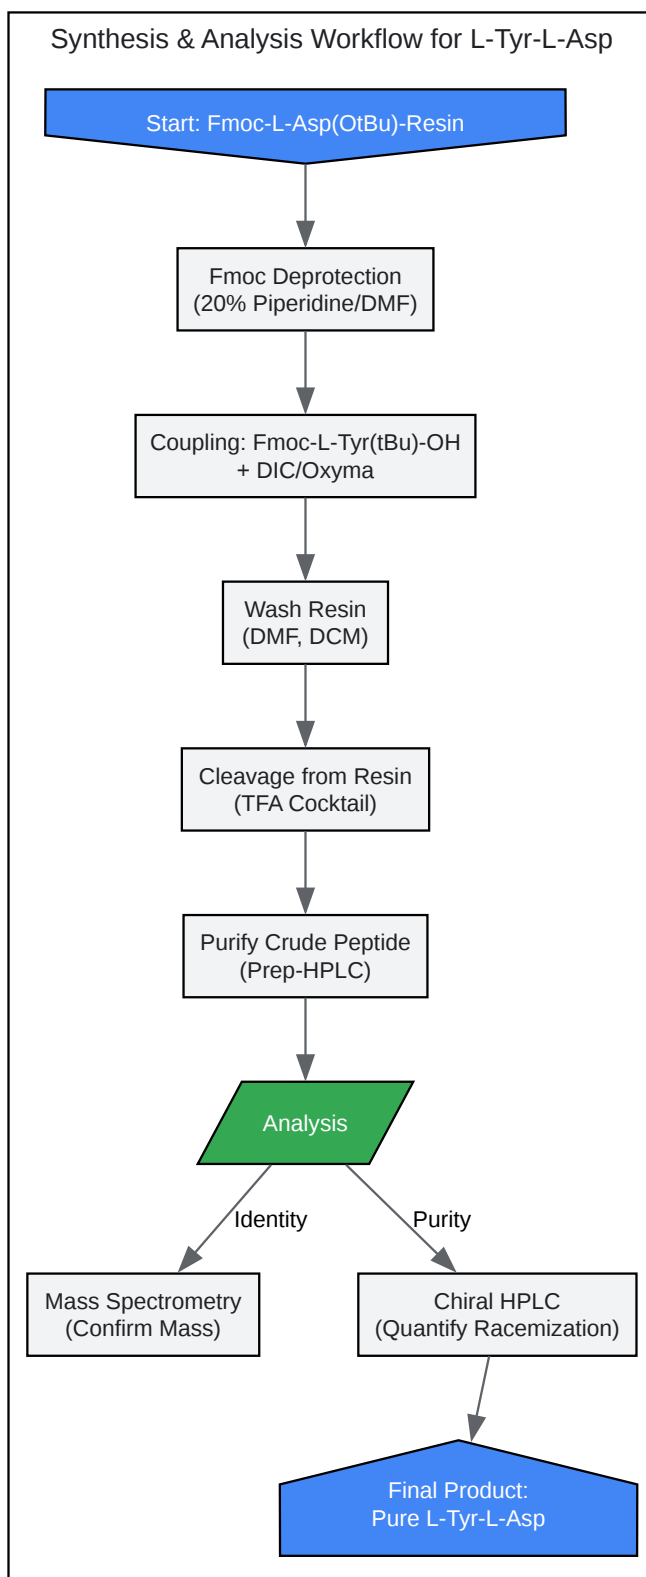 Synthesis & Analysis Workflow for L-Tyr-L-Asp
Start: Fmoc-L-Asp(OtBu)-Resin
Fmoc Deprotection
(20% Piperidine/DMF)
Coupling: Fmoc-L-Tyr(tBu)-OH
+ DIC/Oxyma
Wash Resin
(DMF, DCM)
Cleavage from Resin
(TFA Cocktail)
Purify Crude Peptide
(Prep-HPLC)
Analysis
Identity
Purity
Mass Spectrometry
(Confirm Mass)
Chiral HPLC
(Quantify Racemization)
Final Product:
Pure L-Tyr-L-Asp